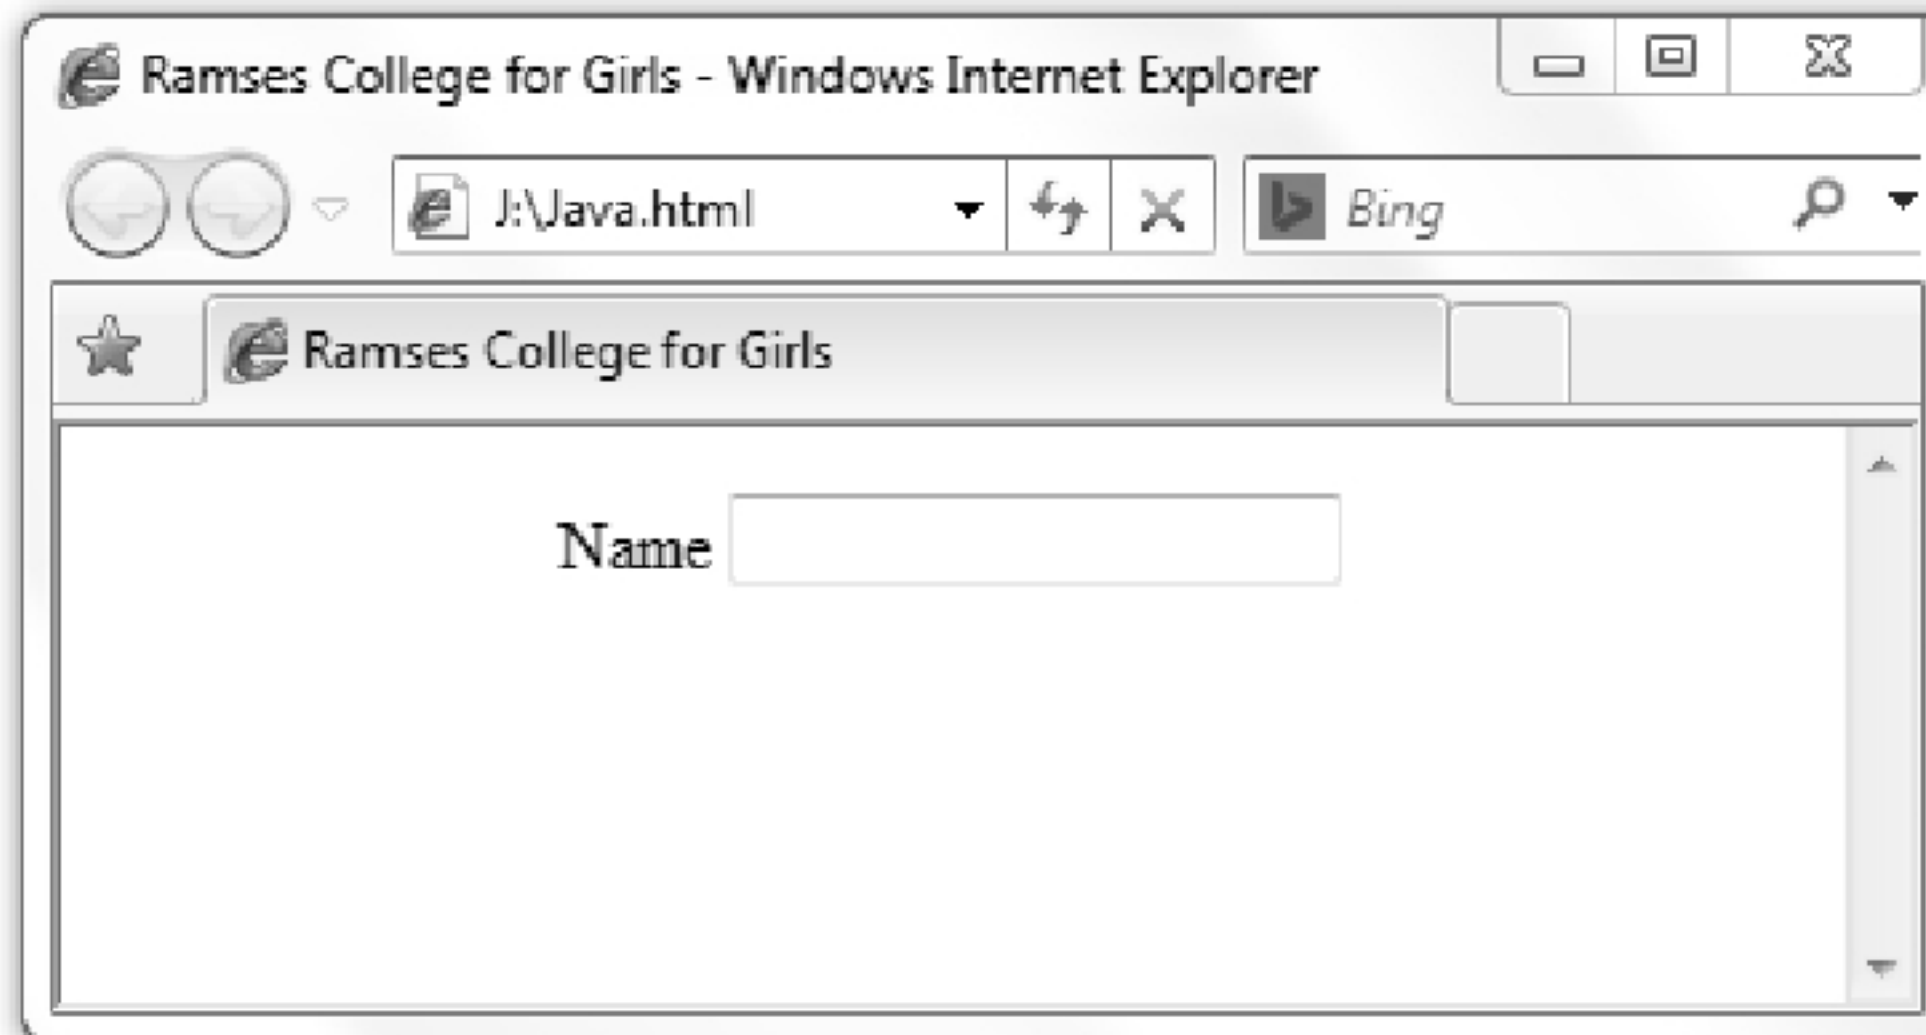 Ramses College for Girls - Windows Internet Explorer
J:\Java.html
Bing
Ramses College for Girls
Name